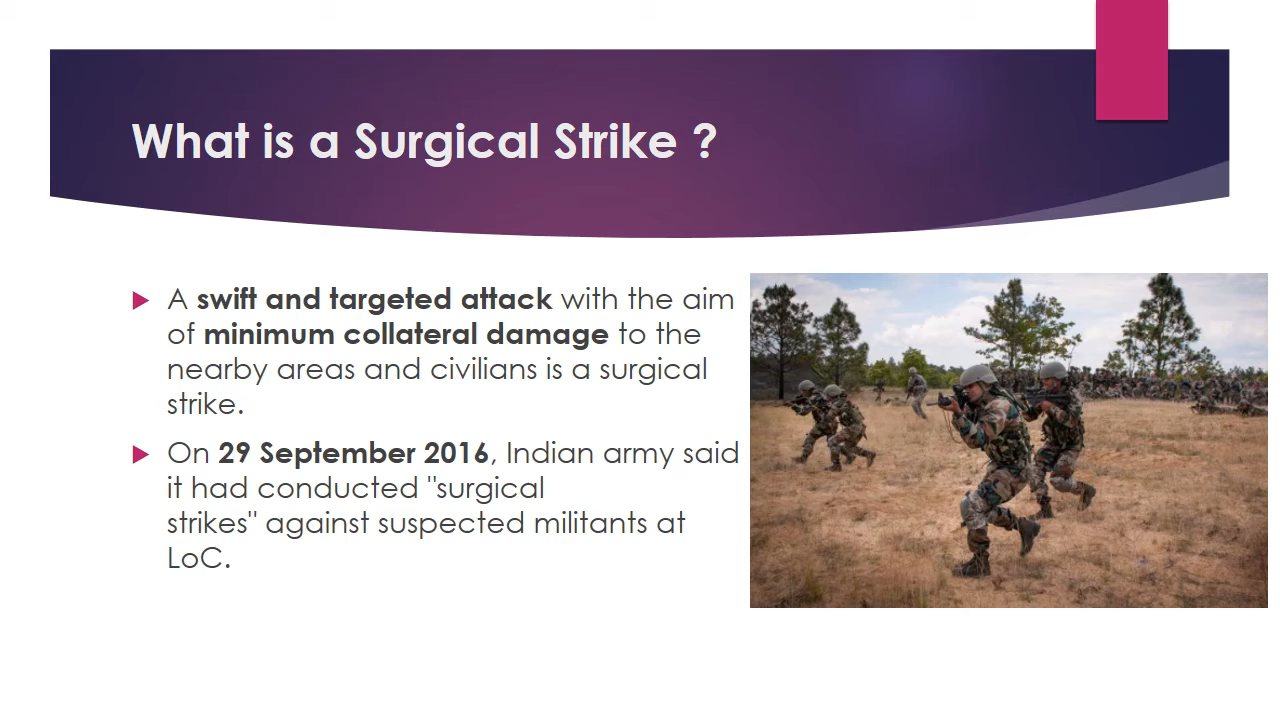 What is a Surgical Strike ?
A swift and targeted attack with the aim
of minimum collateral damage to the
nearby areas and civilians is a surgical
strike.
On 29 September 2016, Indian army said
it had conducted "surgical
strikes" against suspected militants at
LoC.